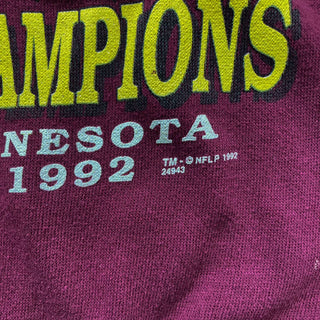 AMPIONS
NESOTA
1992
TM - © NFLP 1992
24943